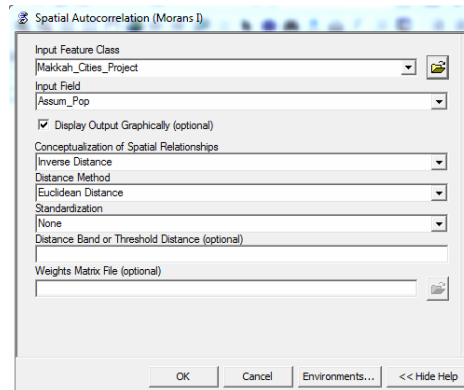 Spatial Autocorrelation (Morans I)
Input Feature Class
Makkah_Cities_Project
Input Field
Assum_Pop
Display Output Graphically (optional)
Conceptualization of Spatial Relationships
Inverse Distance
Distance Method
Euclidean Distance
Standardization
None
Distance Band or Threshold Distance (optional)
Weights Matrix File (optional)
OK Cancel Environments... << Hide Help